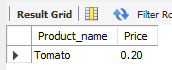 Result Grid Filter Ro
Product_name Price
Tomato 0.20